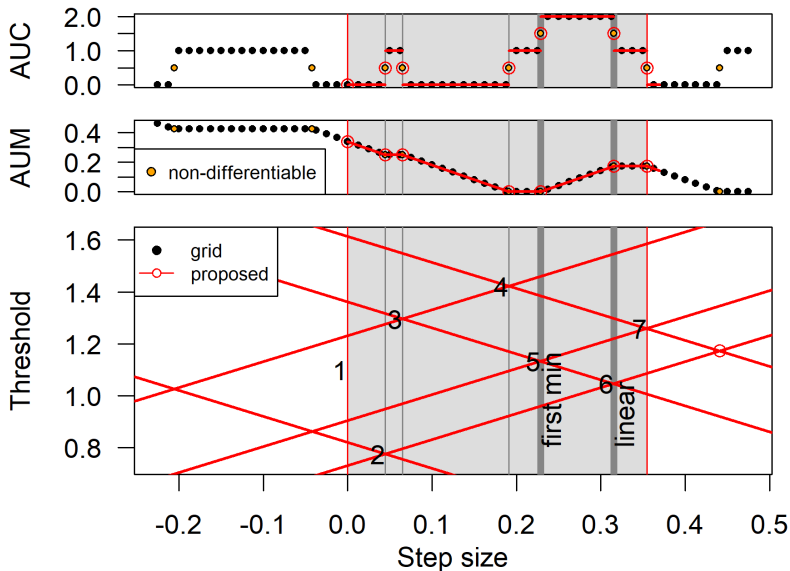 AUC
2.0
1.0
0.0
AUM
0.4
0.2
0.0
non-differentiable
Threshold
1.6
1.4
1.2
1.0
0.8
grid
proposed
1
2
3
4
5
6
7
first min
linear
-0.2
-0.1
0.0
0.1
0.2
0.3
0.4
0.5
Step size